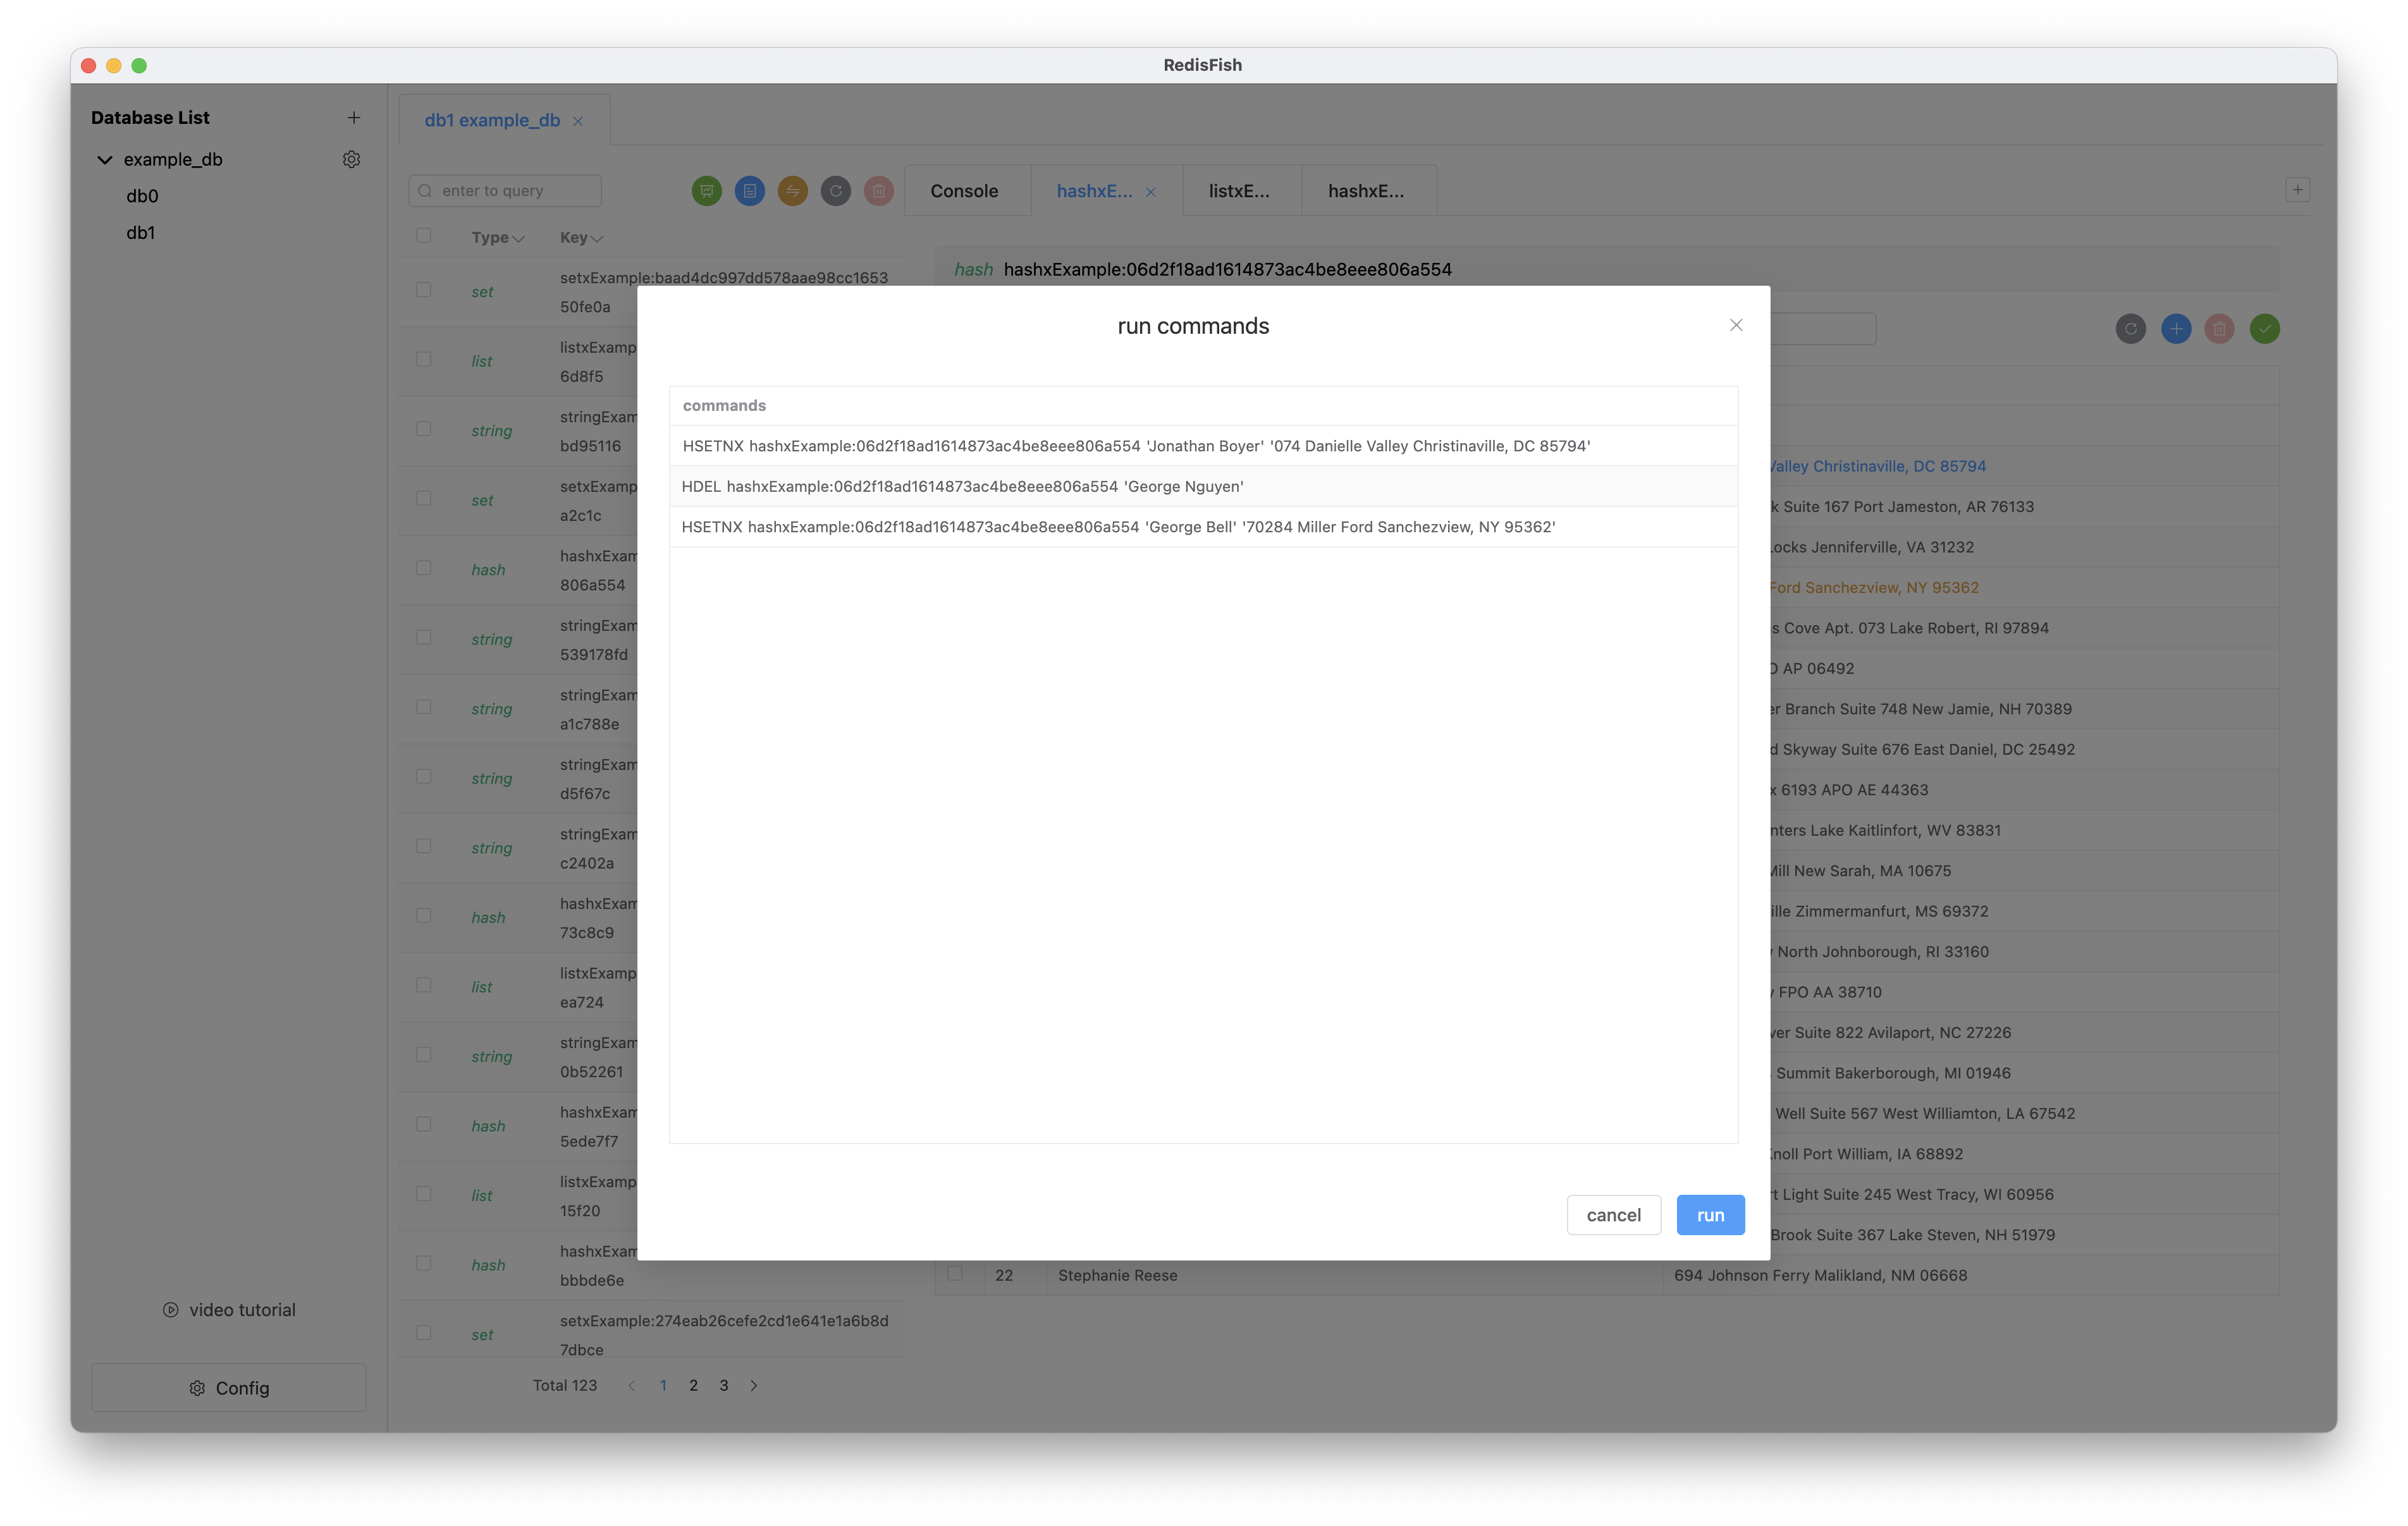 RedisFish
Database List
example_db
db0
db1
video tutorial
Config
db1 example_db
enter to query
Type Key
set setxExample:baad4dc997dd578aae98cc1653
50fe0a
list listxExamp
6d8f5
string stringExam
bd95116
set setxExamp
a2c1c
hash hashxExam
806a554
string stringExam
539178fd
string stringExam
a1c788e
string stringExam
d5f67c
string stringExam
c2402a
hash hashxExam
73c8c9
list listxExamp
ea724
string stringExam
0b52261
hash hashxExam
5ede7f7
list listxExamp
15f20
hash hashxExam
bbbde6e
set setxExample:274eab26cefe2cd1e641e1a6b8d
7dbce
Total 123 1 2 3
Console hashxE... listxE... hashxE...
hash hashxExample:06d2f18ad1614873ac4be8eee806a554
run commands
commands
HSETNX hashxExample:06d2f18ad1614873ac4be8eee806a554 'Jonathan Boyer' '074 Danielle Valley Christinaville, DC 85794'
HDEL hashxExample:06d2f18ad1614873ac4be8eee806a554 'George Nguyen'
HSETNX hashxExample:06d2f18ad1614873ac4be8eee806a554 'George Bell' '70284 Miller Ford Sanchezview, NY 95362'
cancel run
Valley Christinaville, DC 85794
k Suite 167 Port Jameston, AR 76133
Locks Jenniferville, VA 31232
Ford Sanchezview, NY 95362
s Cove Apt. 073 Lake Robert, RI 97894
AP 06492
er Branch Suite 748 New Jamie, NH 70389
d Skyway Suite 676 East Daniel, DC 25492
x 6193 APO AE 44363
nters Lake Kaitlinfort, WV 83831
Mill New Sarah, MA 10675
ille Zimmermanfurt, MS 69372
North Johnborough, RI 33160
FPO AA 38710
ver Suite 822 Avilaport, NC 27226
Summit Bakerborough, MI 01946
Well Suite 567 West Williamton, LA 67542
Knoll Port William, IA 68892
rt Light Suite 245 West Tracy, WI 60956
Brook Suite 367 Lake Steven, NH 51979
22 Stephanie Reese 694 Johnson Ferry Malikland, NM 06668